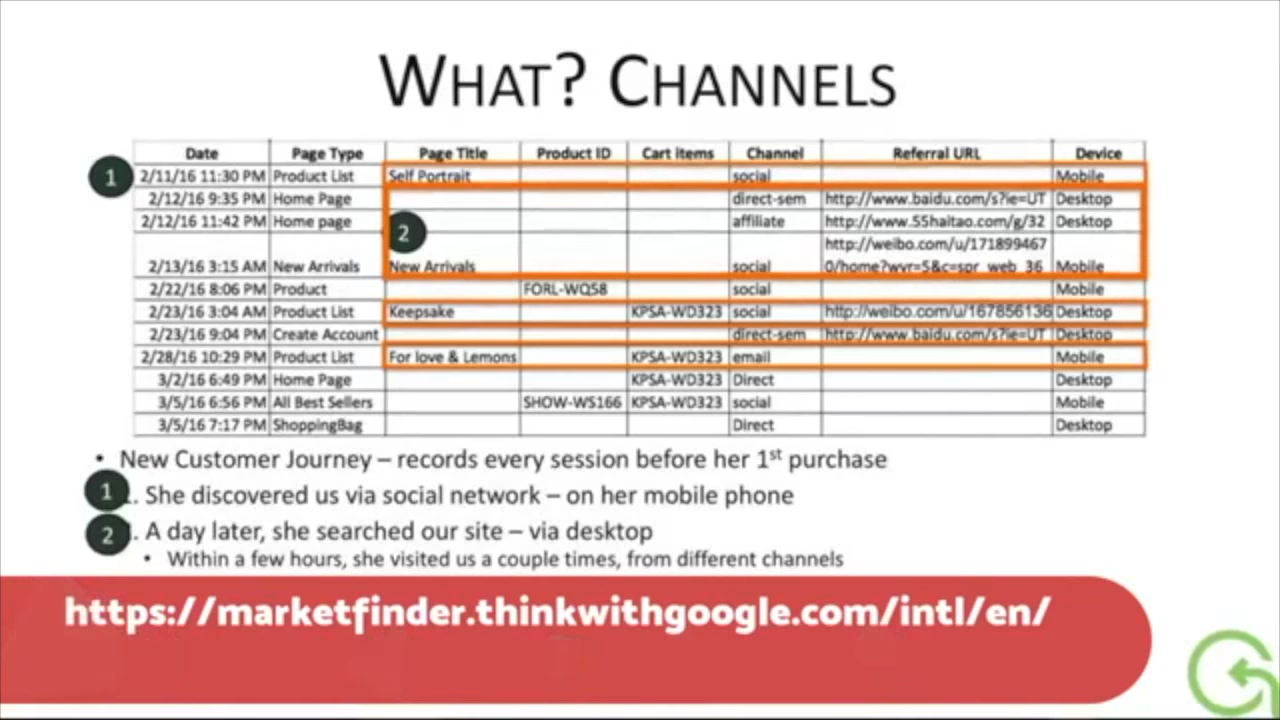 WHAT? CHANNELS
Date Page Type Page Title Product ID Cart items Channel Referral URL Device
1 2/11/16 11:30 PM Product List Self Portrait social Mobile
2/12/16 9:35 PM Home Page direct-sem http://www.baidu.com/s?ie=UT Desktop
2/12/16 11:42 PM Home page affiliate http://www.55haitao.com/g/32 Desktop
2 http://weibo.com/u/171899467
2/13/16 3:15 AM New Arrivals New Arrivals social 0/home?wvr=5&c=spr_web_36 Mobile
2/22/16 8:06 PM Product FORL-WQ58 social Mobile
2/23/16 3:04 AM Product List Keepsake KPSA-WD323 social http://weibo.com/u/167856136 Desktop
2/23/16 9:04 PM Create Account direct-sem http://www.baidu.com/s?ie=UT Desktop
2/28/16 10:29 PM Product List For love & Lemons KPSA-WD323 email Mobile
3/2/16 6:49 PM Home Page KPSA-WD323 Direct Desktop
3/5/16 6:56 PM All Best Sellers SHOW-WS166 KPSA-WD323 social Mobile
3/5/16 7:17 PM ShoppingBag Direct Desktop
• New Customer Journey – records every session before her 1st purchase
1 . She discovered us via social network – on her mobile phone
2 . A day later, she searched our site – via desktop
• Within a few hours, she visited us a couple times, from different channels
https://marketfinder.thinkwithgoogle.com/intl/en/